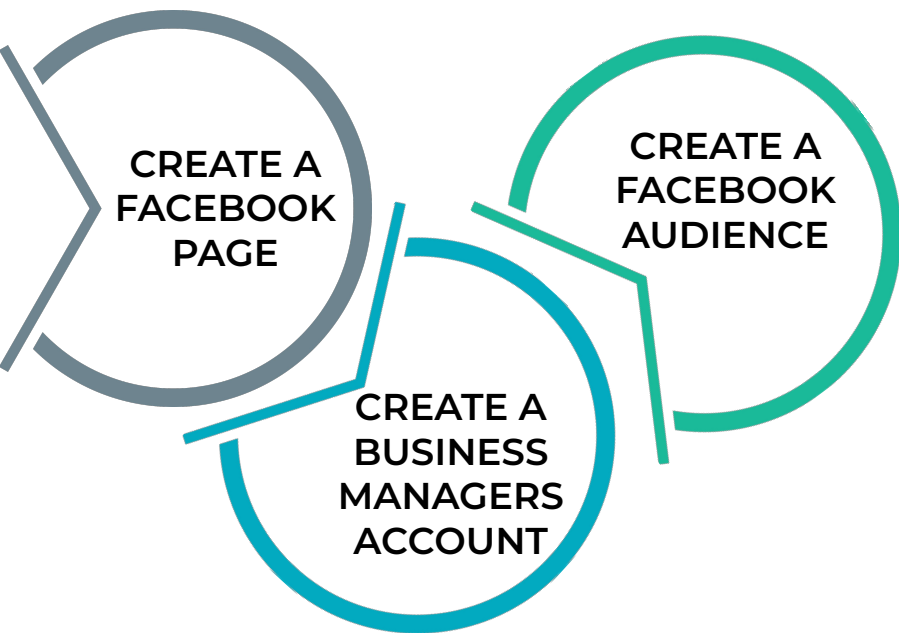 CREATE A
FACEBOOK
PAGE
CREATE A
BUSINESS
MANAGERS
ACCOUNT
CREATE A
FACEBOOK
AUDIENCE